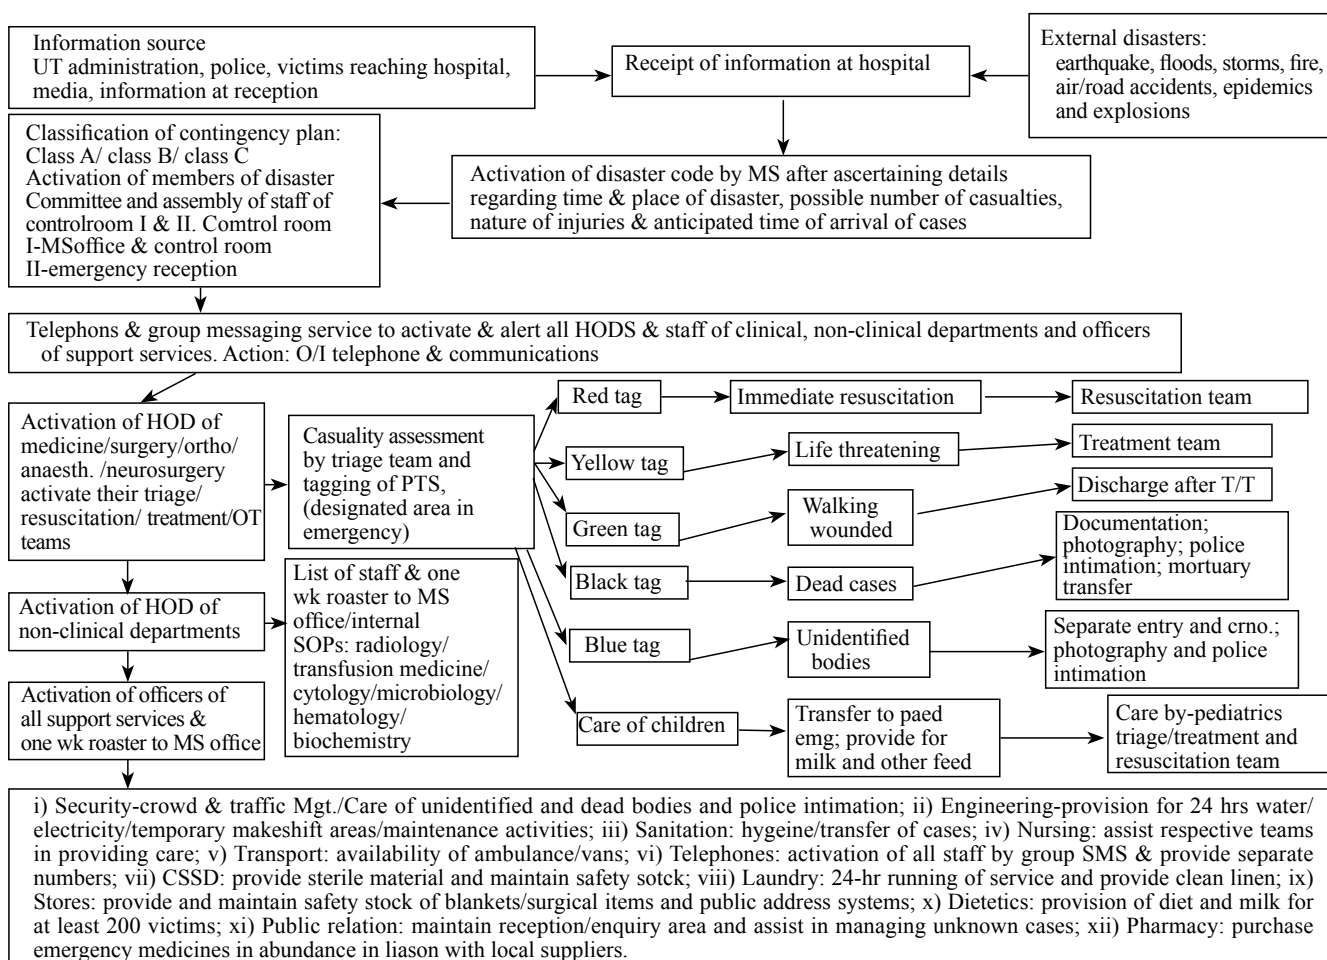 Information source
UT administration, police, victims reaching hospital,
media, information at reception
Receipt of information at hospital
External disasters:
earthquake, floods, storms, fire,
air/road accidents, epidemics
and explosions
Classification of contingency plan:
Class A/ class B/ class C
Activation of members of disaster
Committee and assembly of staff of
controlroom I & II. Comtrol room
I-MSoffice & control room
II-emergency reception
Activation of disaster code by MS after ascertaining details
regarding time & place of disaster, possible number of casualties,
nature of injuries & anticipated time of arrival of cases
Telephons & group messaging service to activate & alert all HODS & staff of clinical, non-clinical departments and officers
of support services. Action: O/I telephone & communications
Activation of HOD of
medicine/surgery/ortho/
anaesth. /neurosurgery
activate their triage/
resuscitation/ treatment/OT
teams
Casuality assessment
by triage team and
tagging of PTS,
(designated area in
emergency)
Red tag
Immediate resuscitation
Resuscitation team
Yellow tag
Life threatening
Treatment team
Green tag
Walking
wounded
Discharge after T/T
Black tag
Dead cases
Documentation;
photography; police
intimation; mortuary
transfer
Activation of HOD of
non-clinical departments
List of staff & one
wk roaster to MS
office/internal
SOPs: radiology/
transfusion medicine/
cytology/microbiology/
hematology/
biochemistry
Blue tag
Unidentified
bodies
Separate entry and crno.;
photography and police
intimation
Activation of officers of
all support services &
one wk roaster to MS office
Care of children
Transfer to paed
emg; provide for
milk and other feed
Care by-pediatrics
triage/treatment and
resuscitation team
i) Security-crowd & traffic Mgt./Care of unidentified and dead bodies and police intimation; ii) Engineering-provision for 24 hrs water/
electricity/temporary makeshift areas/maintenance activities; iii) Sanitation: hygeine/transfer of cases; iv) Nursing: assist respective teams
in providing care; v) Transport: availability of ambulance/vans; vi) Telephones: activation of all staff by group SMS & provide separate
numbers; vii) CSSD: provide sterile material and maintain safety sotck; viii) Laundry: 24-hr running of service and provide clean linen; ix)
Stores: provide and maintain safety stock of blankets/surgical items and public address systems; x) Dietetics: provision of diet and milk for
at least 200 victims; xi) Public relation: maintain reception/enquiry area and assist in managing unknown cases; xii) Pharmacy: purchase
emergency medicines in abundance in liason with local suppliers.